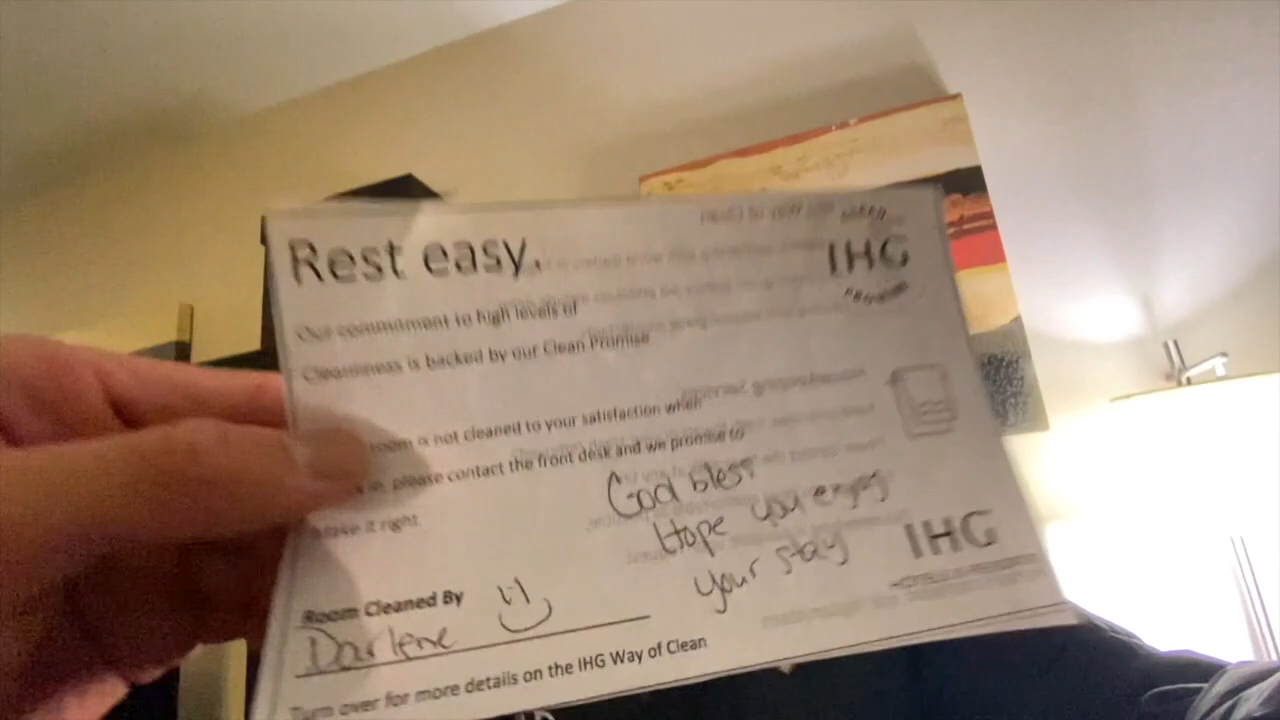 Rest easy.
IHG
Our commitment to high levels of
Cleanliness is backed by our Clean Promise
room is not cleaned to your satisfaction when
please contact the front desk and we promise to
make it right.
God bless
Hope you enjoy
your stay
IHG
Room Cleaned By
Darlene
Turn over for more details on the IHG Way of Clean